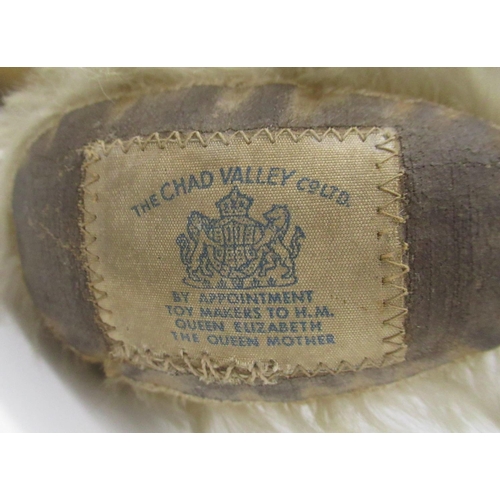 THE CHAD VALLEY CO LTD.
BY APPOINTMENT
TOY MAKERS TO H.M.
QUEEN ELIZABETH
THE QUEEN MOTHER